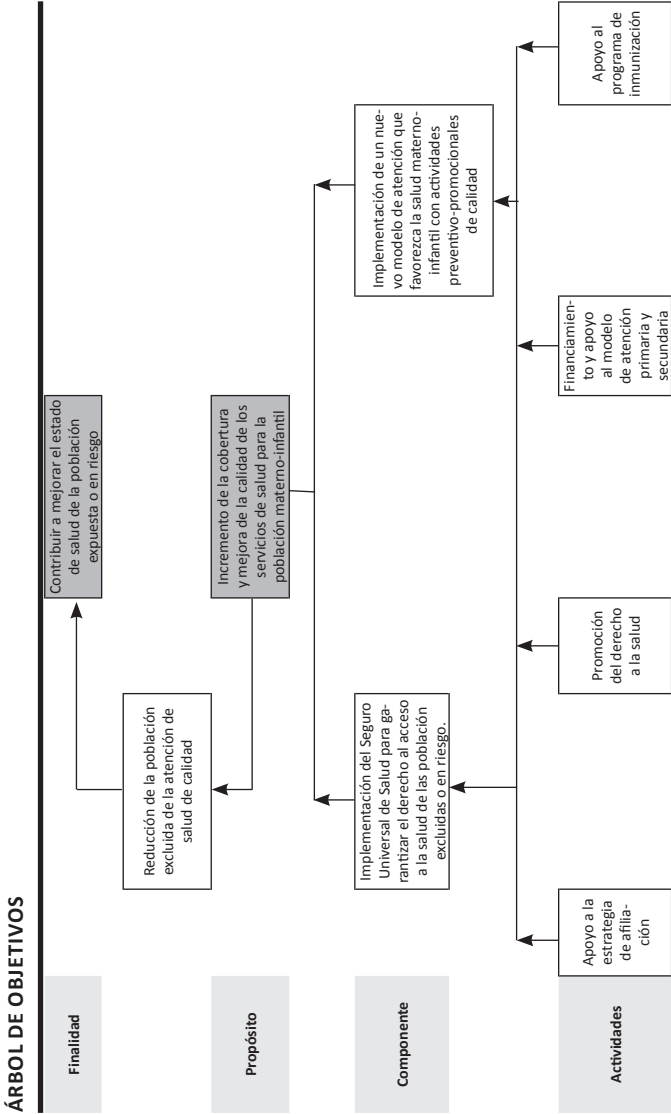 ÁRBOL DE OBJETIVOS
Finalidad
Contribuir a mejorar el estado
de salud de la población
expuesta o en riesgo
Reducción de la población
excluida de la atención de
salud de calidad
Propósito
Incremento de la cobertura
y mejora de la calidad de los
servicios de salud para la
población materno-infantil
Componente
Implementación del Seguro
Universal de Salud para ga-
rantizar el derecho al acceso
a la salud de las población
excluidas o en riesgo.
Implementación de un nue-
vo modelo de atención que
favorezca la salud materno-
infantil con actividades
preventivo-promocionales
de calidad
Actividades
Apoyo a la
estrategia
de afilia-
ción
Promoción
del derecho
a la salud
Financiamien-
to y apoyo
al modelo
de atención
primaria y
secundaria
Apoyo al
programa de
inmunización